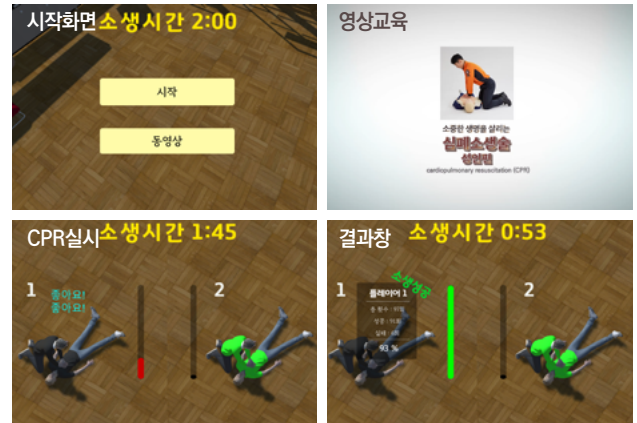 시작화면
소생시간 2:00
시작
동영상
영상교육
소중한 생명을 살리는
심폐소생술
성인편
cardiopulmonary resuscitation (CPR)
CPR실시
소생시간 1:45
1
좋아요!
좋아요!
2
결과창
소생시간 0:53
1
소생성공
플레이어 1
93 %
2